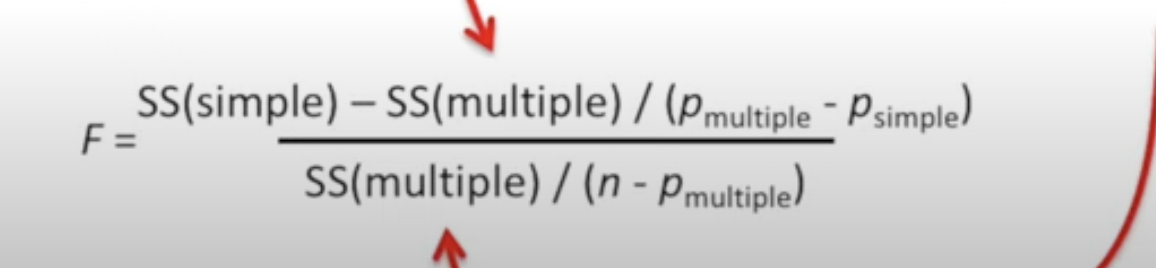 SS(simple) – SS(multiple) / (pmultiple - psimple)
F =
SS(multiple) / (n - pmultiple)